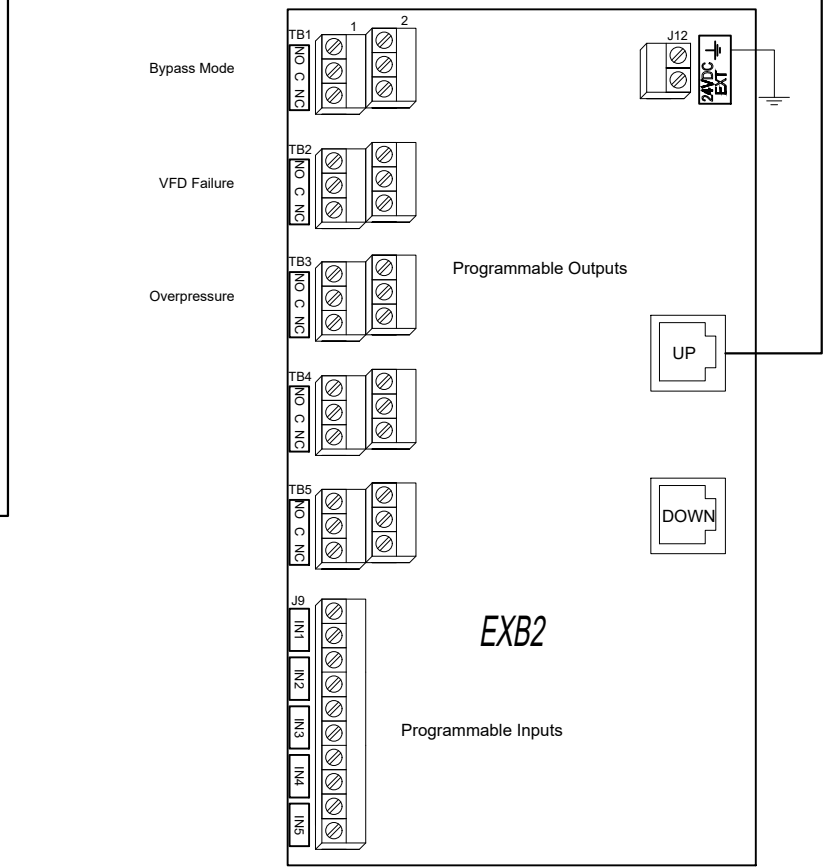 1 2
TB1
NO C NC
Bypass Mode
J12
24VDC
EXT
TB2
NO C NC
VFD Failure
TB3
NO C NC
Overpressure
Programmable Outputs
UP
TB4
NO C NC
TB5
NO C NC
DOWN
J9
IN1
IN2
IN3
IN4
IN5
EXB2
Programmable Inputs